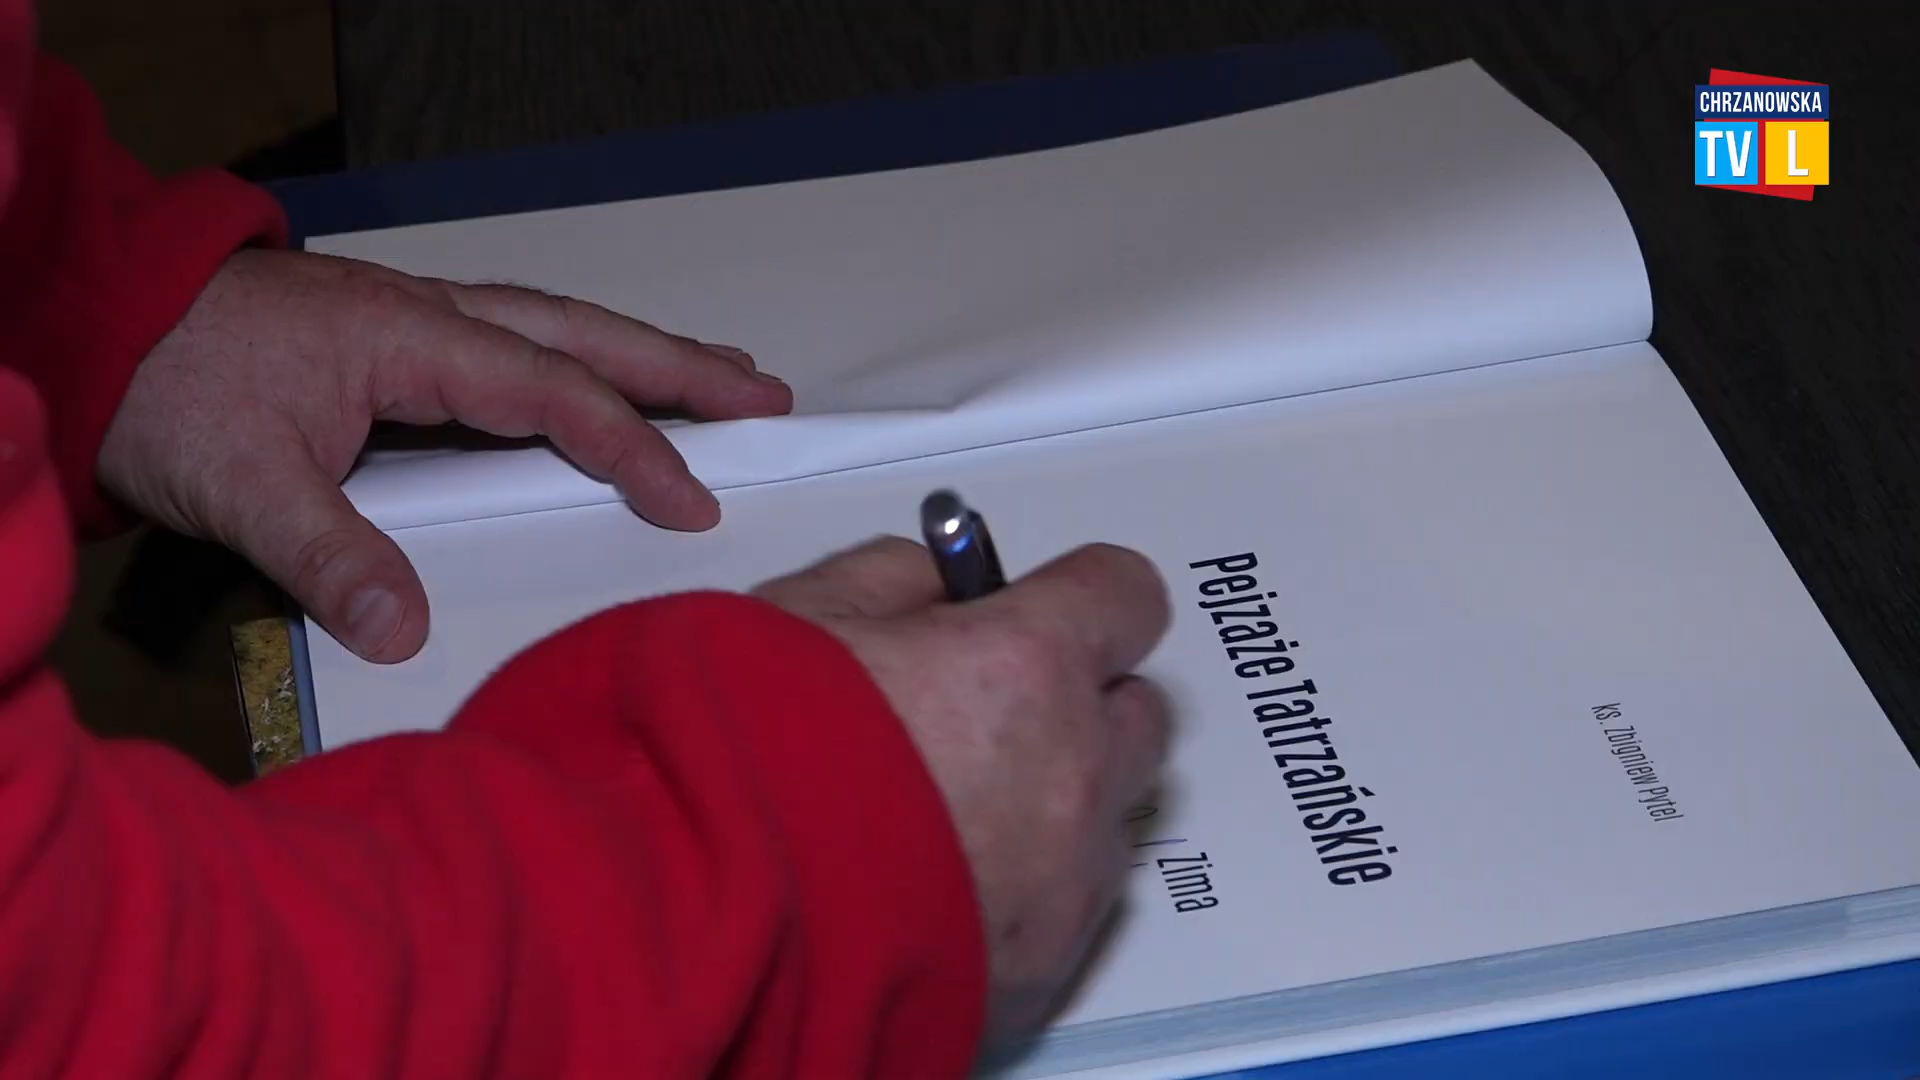 CHRZANOWSKA
TV L
ks. Zbigniew Pytel
Pejzaże Tatrzańskie
Zima